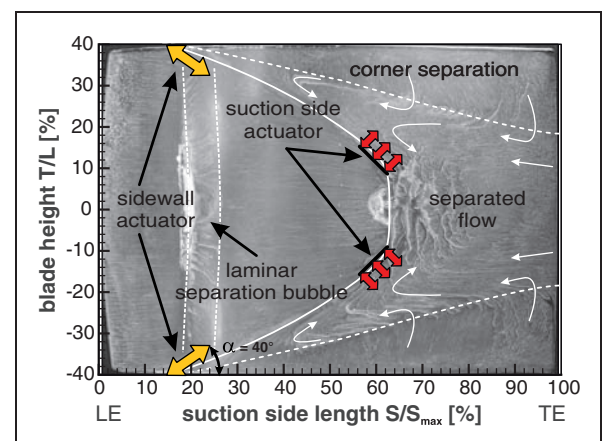 blade height T/L [%]
40
30
20
10
0
-10
-20
-30
-40
corner separation
suction side
actuator
sidewall
actuator
separated
flow
laminar
separation bubble
α = 40°
0 10 20 30 40 50 60 70 80 90 100
LE suction side length S/Smax [%] TE